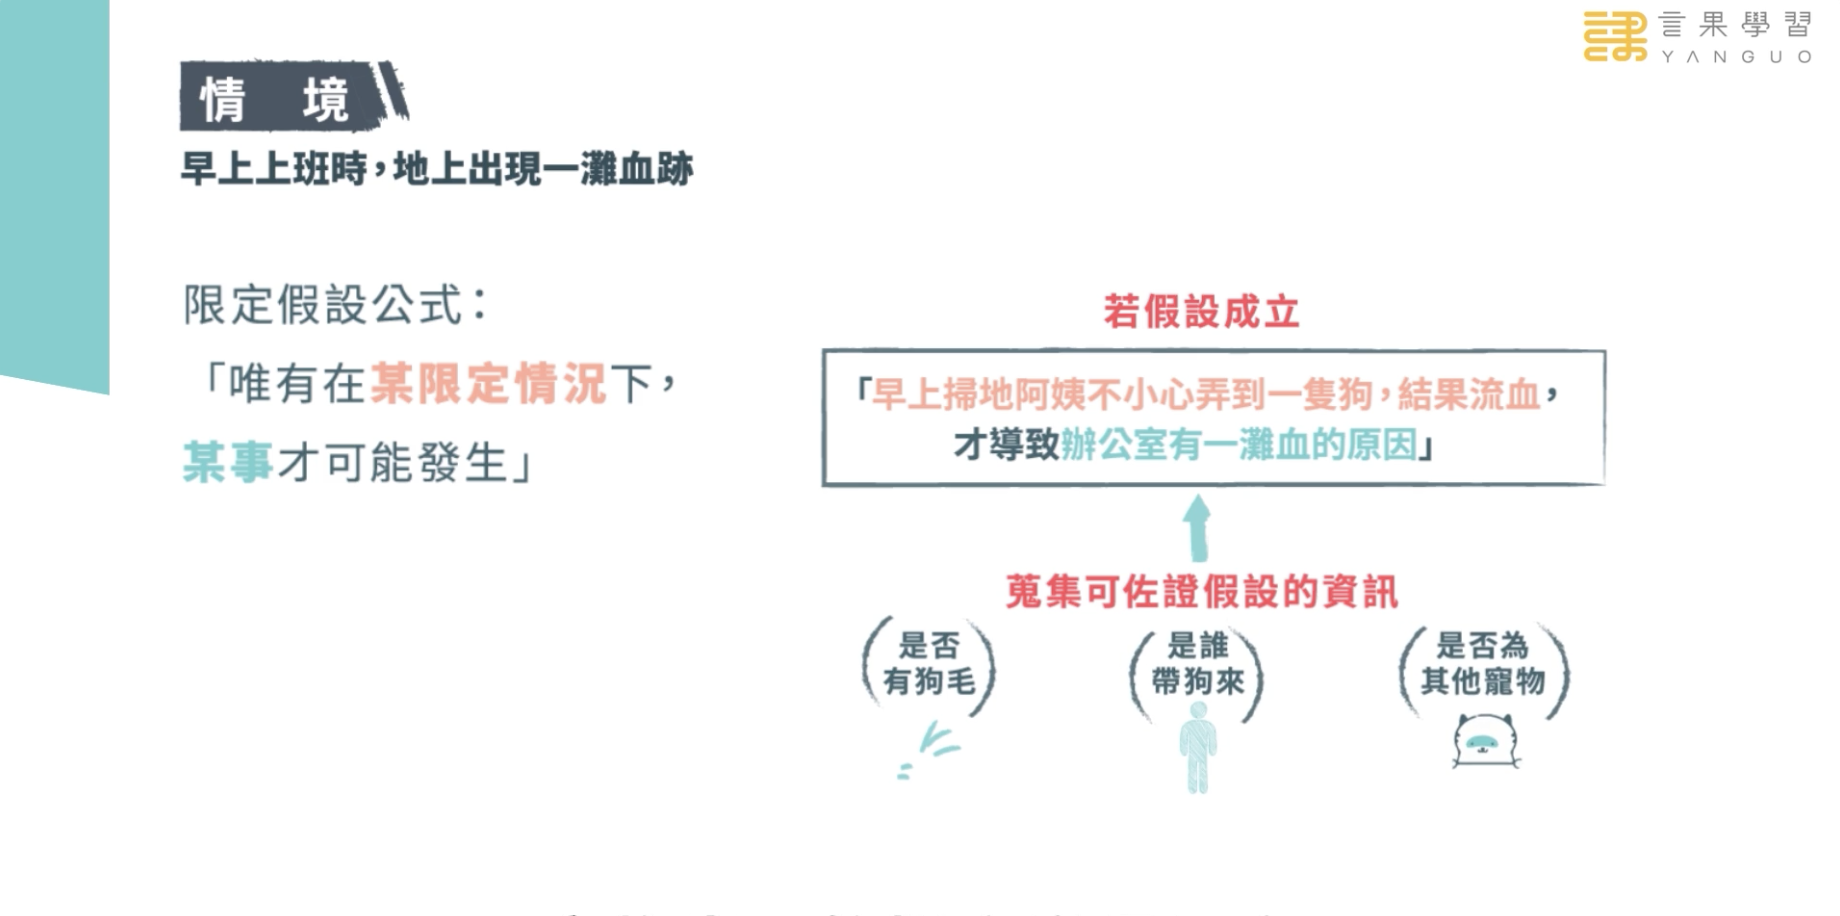 言果學習
YANGUO
情 境
早上上班時，地上出現一灘血跡
限定假設公式：
「唯有在某限定情況下，
某事才可能發生」
若假設成立
「早上掃地阿姨不小心弄到一隻狗，結果流血，
才導致辦公室有一灘血的原因」
蒐集可佐證假設的資訊
是否
有狗毛
是誰
帶狗來
是否為
其他寵物